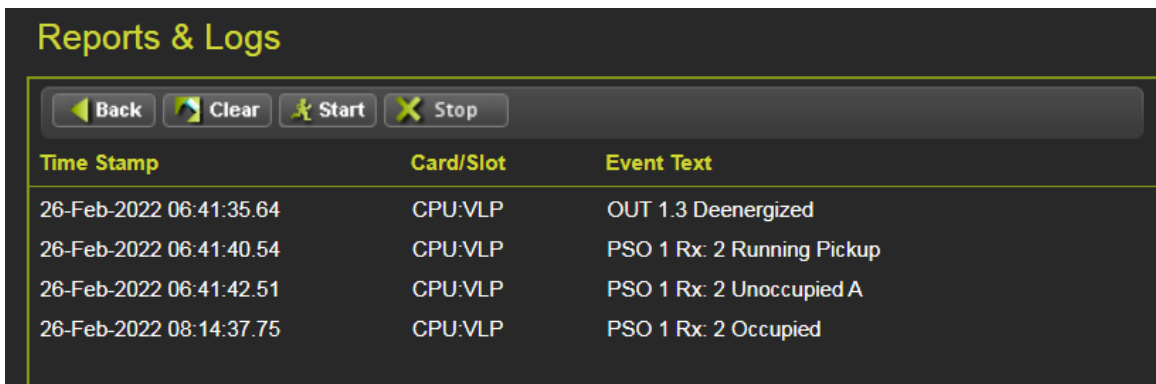 Reports & Logs
Back Clear Start Stop
Time Stamp Card/Slot Event Text
26-Feb-2022 06:41:35.64 CPU:VLP OUT 1.3 Deenergized
26-Feb-2022 06:41:40.54 CPU:VLP PSO 1 Rx: 2 Running Pickup
26-Feb-2022 06:41:42.51 CPU:VLP PSO 1 Rx: 2 Unoccupied A
26-Feb-2022 08:14:37.75 CPU:VLP PSO 1 Rx: 2 Occupied